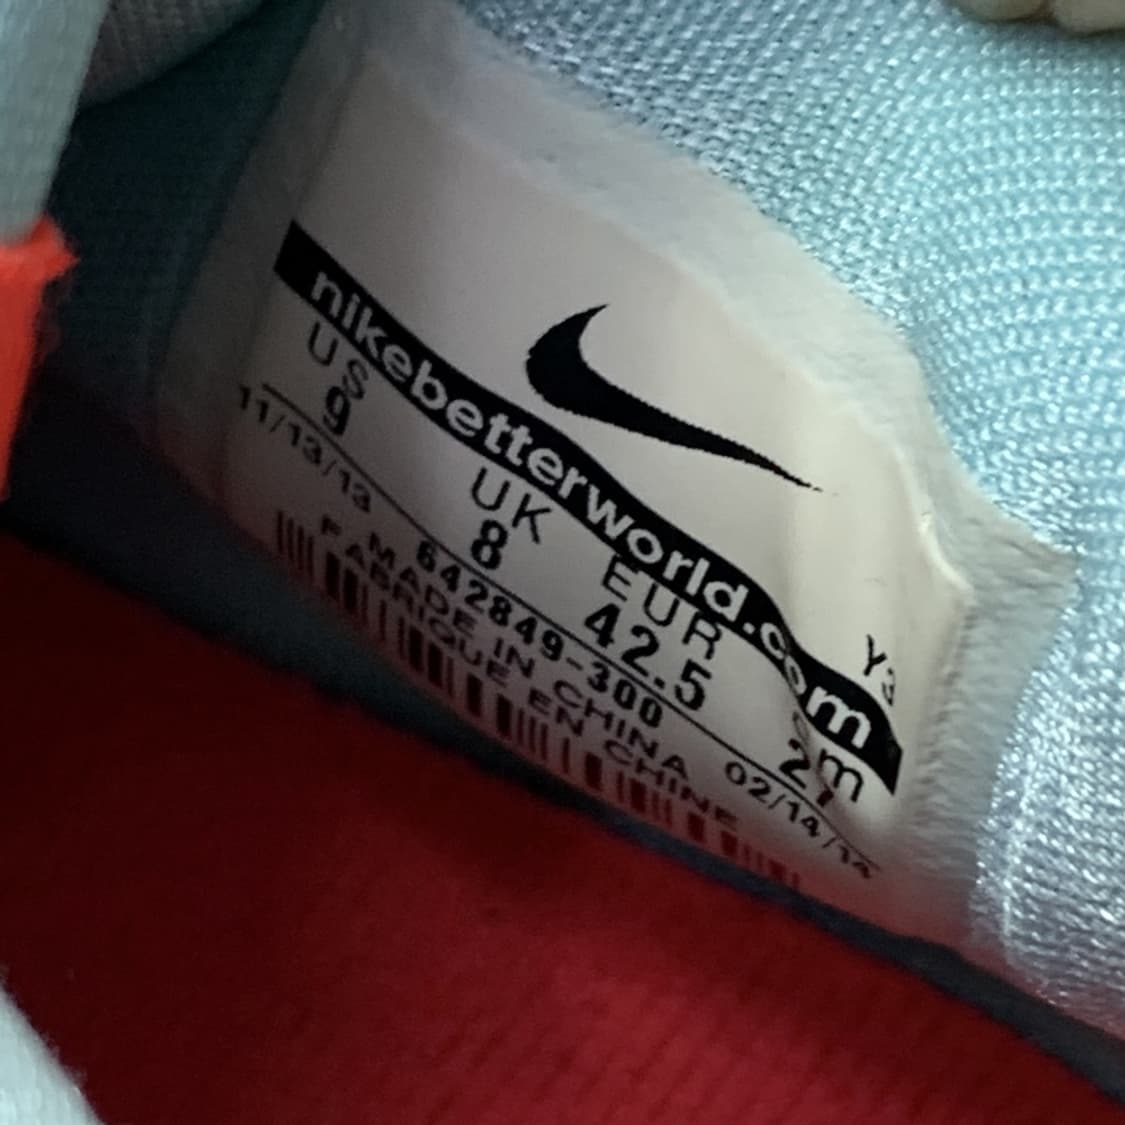 nikebetterworld.com
US UK EUR cm
9 8 42.5 27
11/13/13 02/14/14
642849-300
MADE IN CHINA
FABRIQUE EN CHINE